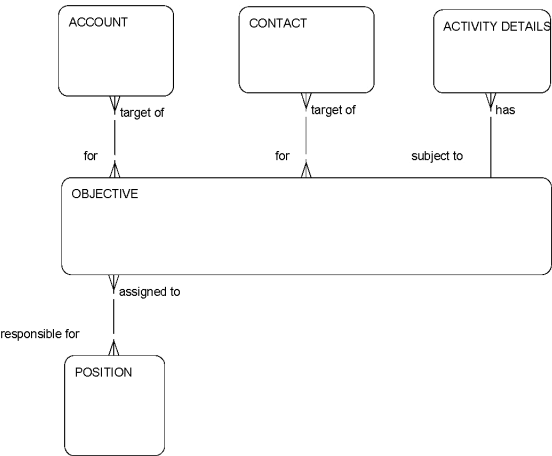 ACCOUNT
CONTACT
ACTIVITY DETAILS
target of
target of
has
for
for
subject to
OBJECTIVE
assigned to
responsible for
POSITION